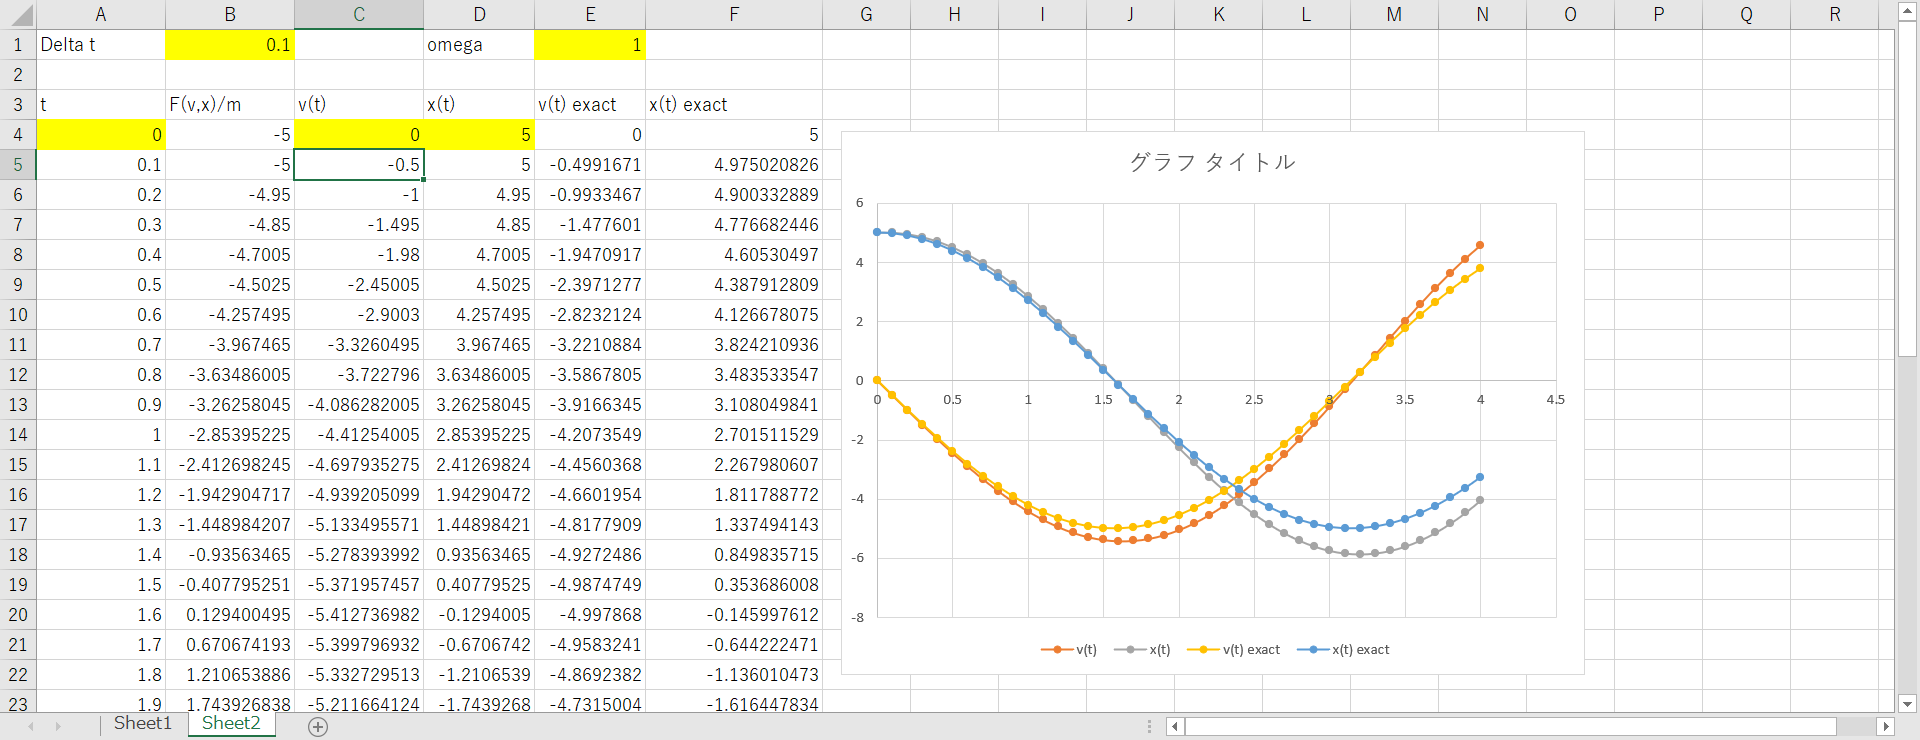 A B C D E F G H I J K L M N O P Q R
1 Delta t 0.1 omega 1
2
3 t F(v,x)/m v(t) x(t) v(t) exact x(t) exact
4 0 -5 0 5 0 5
5 0.1 -5 -0.5 5 -0.4991671 4.975020826
6 0.2 -4.95 -1 4.95 -0.9933467 4.900332889
7 0.3 -4.85 -1.495 4.85 -1.477601 4.776682446
8 0.4 -4.7005 -1.98 4.7005 -1.9470917 4.60530497
9 0.5 -4.5025 -2.45005 4.5025 -2.3971277 4.387912809
10 0.6 -4.257495 -2.9003 4.257495 -2.8232124 4.126678075
11 0.7 -3.967465 -3.3260495 3.967465 -3.2210884 3.824210936
12 0.8 -3.63486005 -3.722796 3.63486005 -3.5867805 3.483533547
13 0.9 -3.26258045 -4.086282005 3.26258045 -3.9166345 3.108049841
14 1 -2.85395225 -4.41254005 2.85395225 -4.2073549 2.701511529
15 1.1 -2.412698245 -4.697935275 2.41269824 -4.4560368 2.267980607
16 1.2 -1.942904717 -4.939205099 1.94290472 -4.6601954 1.811788772
17 1.3 -1.448984207 -5.133495571 1.44898421 -4.8177909 1.337494143
18 1.4 -0.93563465 -5.278393992 0.93563465 -4.9272486 0.849835715
19 1.5 -0.407795251 -5.371957457 0.40779525 -4.9874749 0.353686008
20 1.6 0.129400495 -5.412736982 -0.1294005 -4.997868 -0.145997612
21 1.7 0.670674193 -5.399796932 -0.6706742 -4.9583241 -0.644222471
22 1.8 1.210653886 -5.332729513 -1.2106539 -4.8692382 -1.136010473
23 1.9 1.743926838 -5.211664124 -1.7439268 -4.7315004 -1.616447834
グラフ タイトル
6
4
2
0
0 0.5 1 1.5 2 2.5 3 3.5 4 4.5
-2
-4
-6
-8
v(t) x(t) v(t) exact x(t) exact
Sheet1 Sheet2